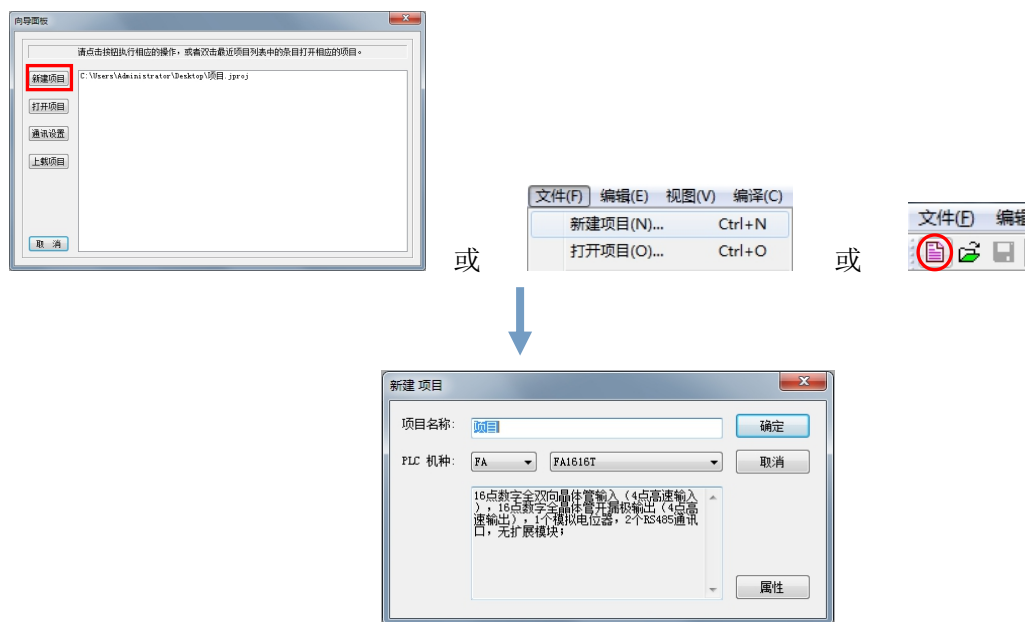 向导面板
请点击按钮执行相应的操作，或者双击最近项目列表中的条目打开相应的项目。
新建项目
C:\Users\Administrator\Desktop\项目.jproj
打开项目
通讯设置
上载项目
取 消
或
文件(F) 编辑(E) 视图(V) 编译(C)
新建项目(N)... Ctrl+N
打开项目(O)... Ctrl+O
或
文件(F) 编辑
新建 项目
项目名称: 项目 确定
PLC 机种: FA FA1616T 取消
16点数字全双向晶体管输入（4点高速输入
），16点数字全晶体管开漏极输出（4点高
速输出），1个模拟电位器，2个RS485通讯
口，无扩展模块；
属性